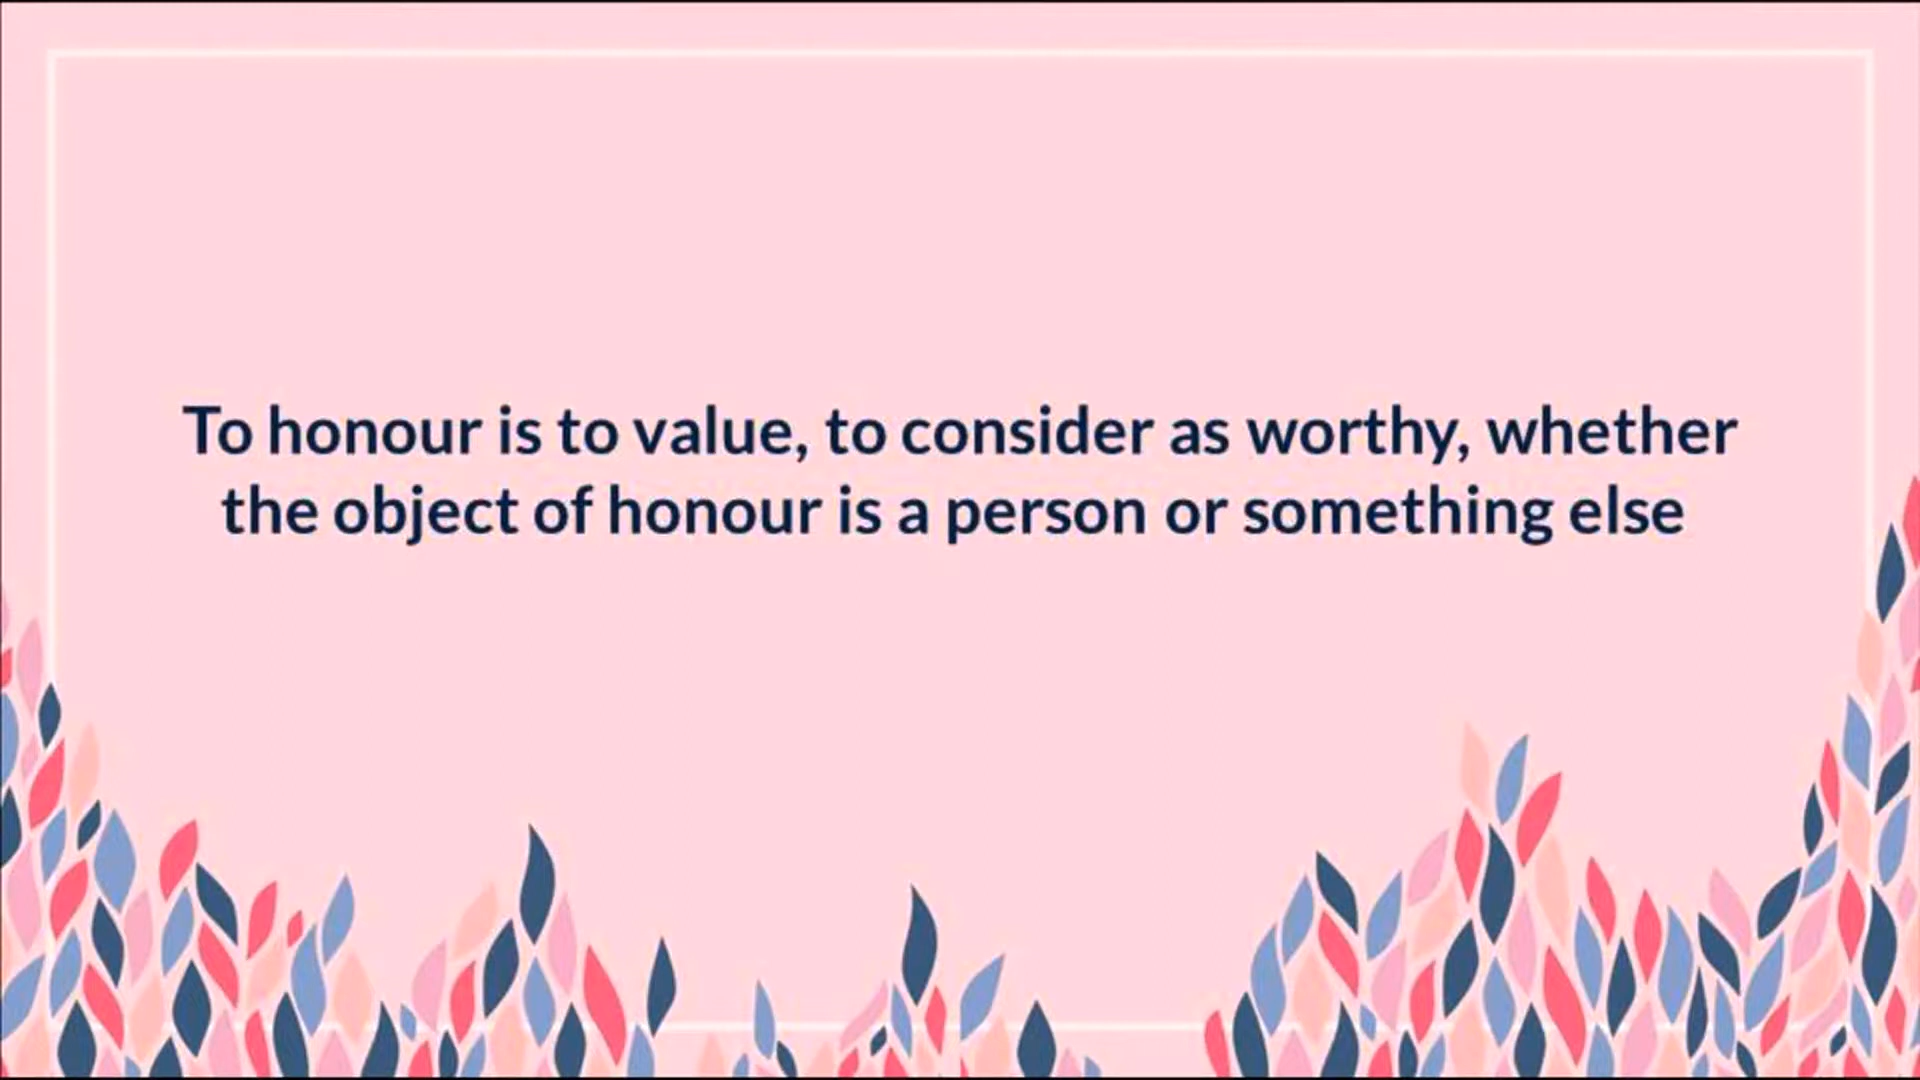 To honour is to value, to consider as worthy, whether
the object of honour is a person or something else